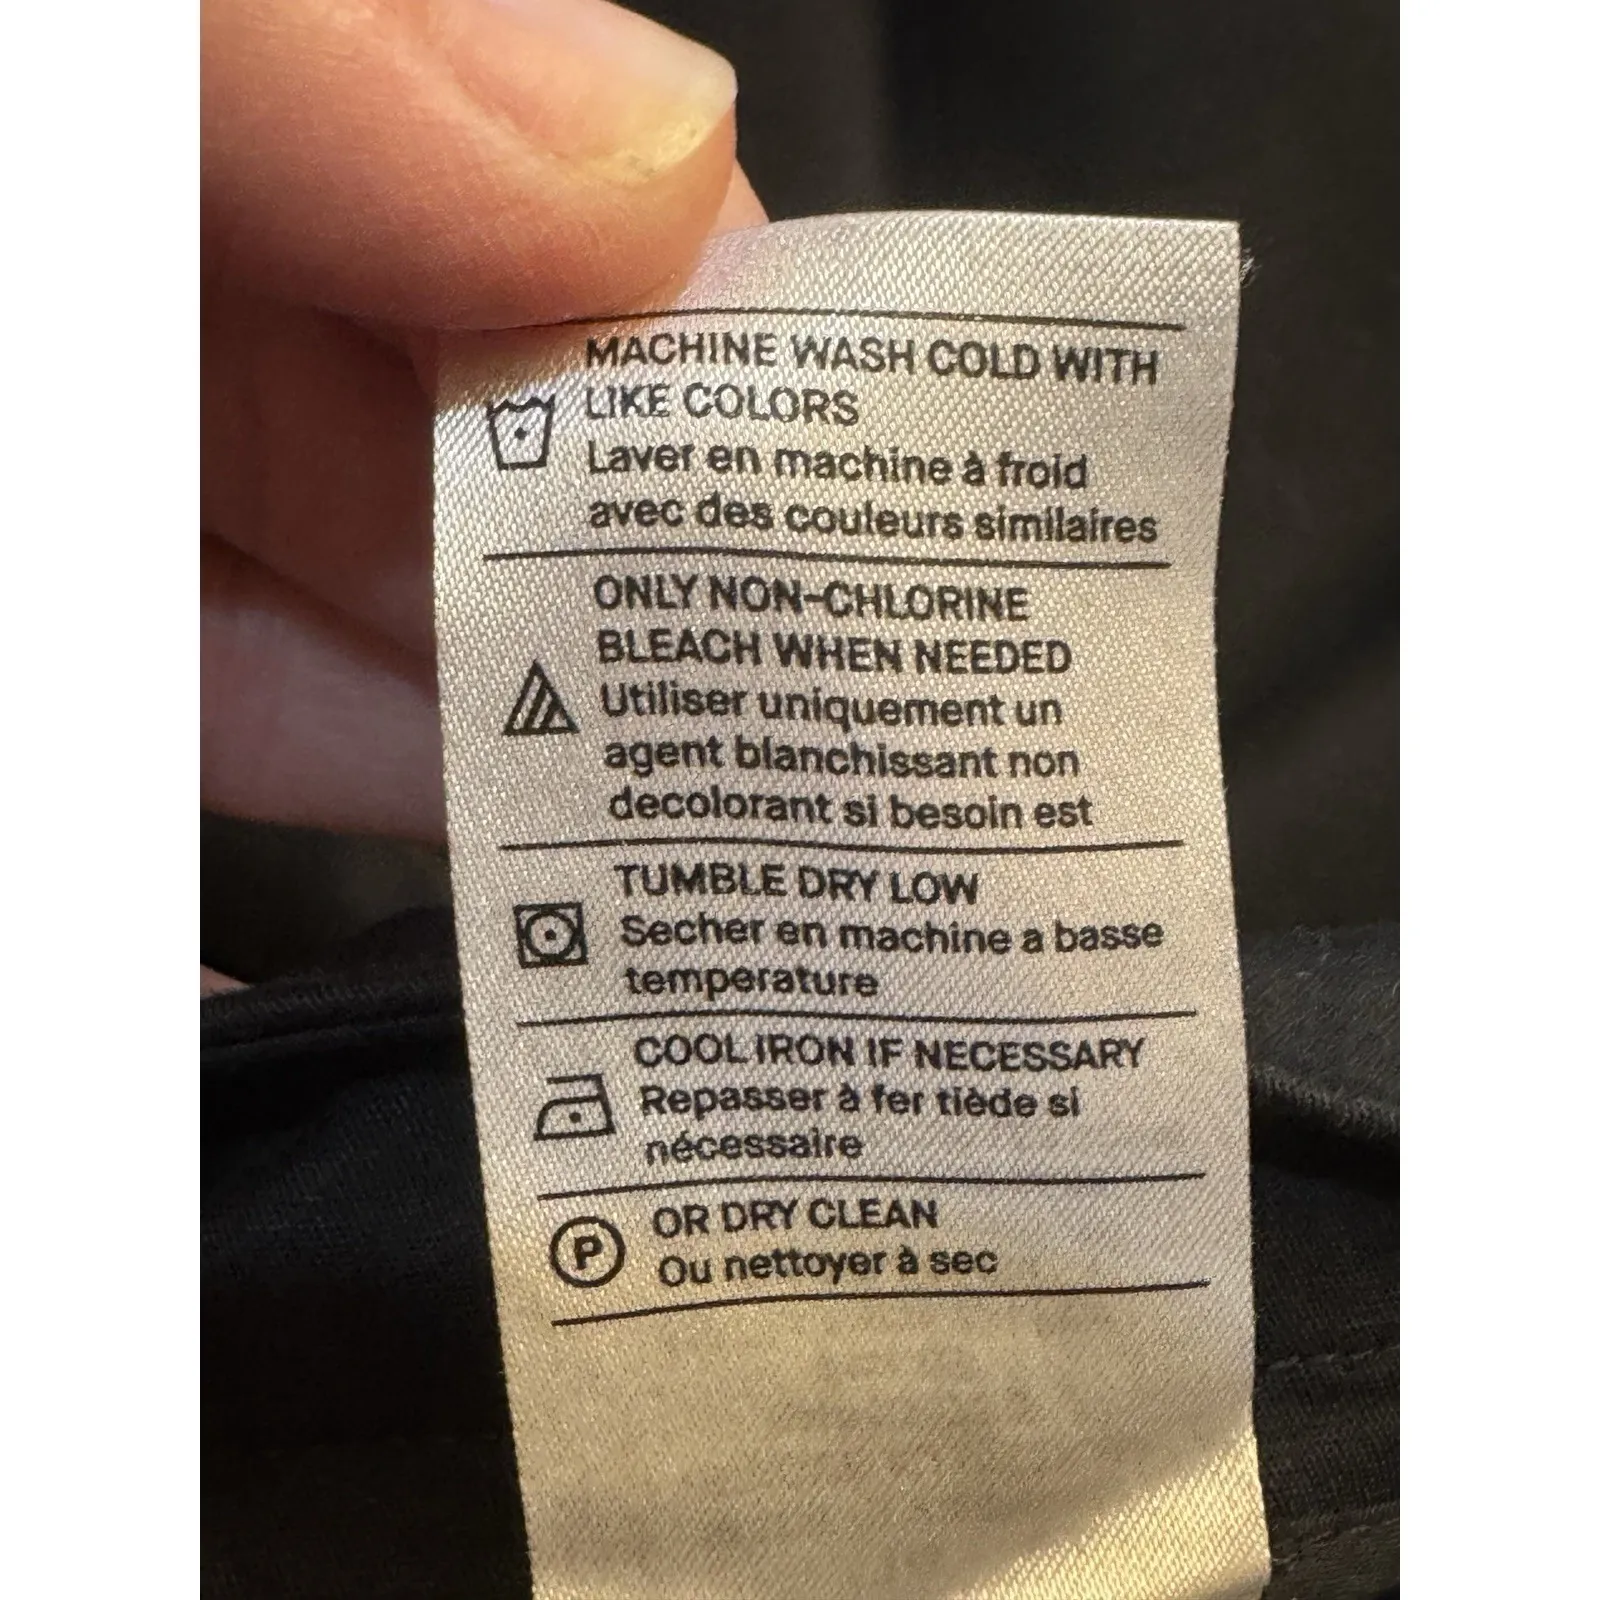 MACHINE WASH COLD WITH
LIKE COLORS
Laver en machine à froid
avec des couleurs similaires
ONLY NON-CHLORINE
BLEACH WHEN NEEDED
Utiliser uniquement un
agent blanchissant non
decolorant si besoin est
TUMBLE DRY LOW
Secher en machine a basse
temperature
COOL IRON IF NECESSARY
Repasser à fer tiède si
nécessaire
P
OR DRY CLEAN
Ou nettoyer à sec